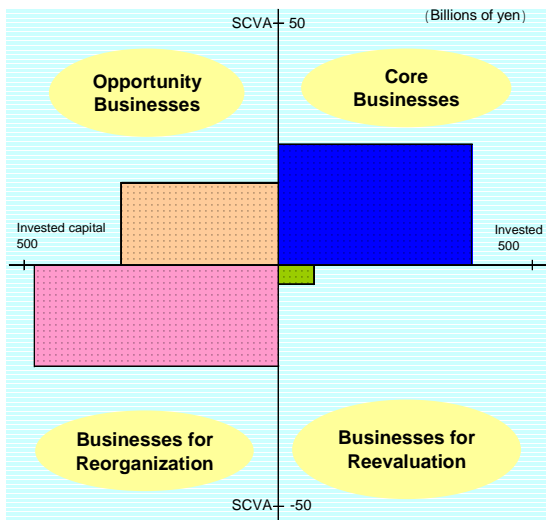 SCVA 50 (Billions of yen)
Opportunity
Businesses
Core
Businesses
Invested capital
500
Invested
500
Businesses for
Reorganization
Businesses for
Reevaluation
SCVA -50